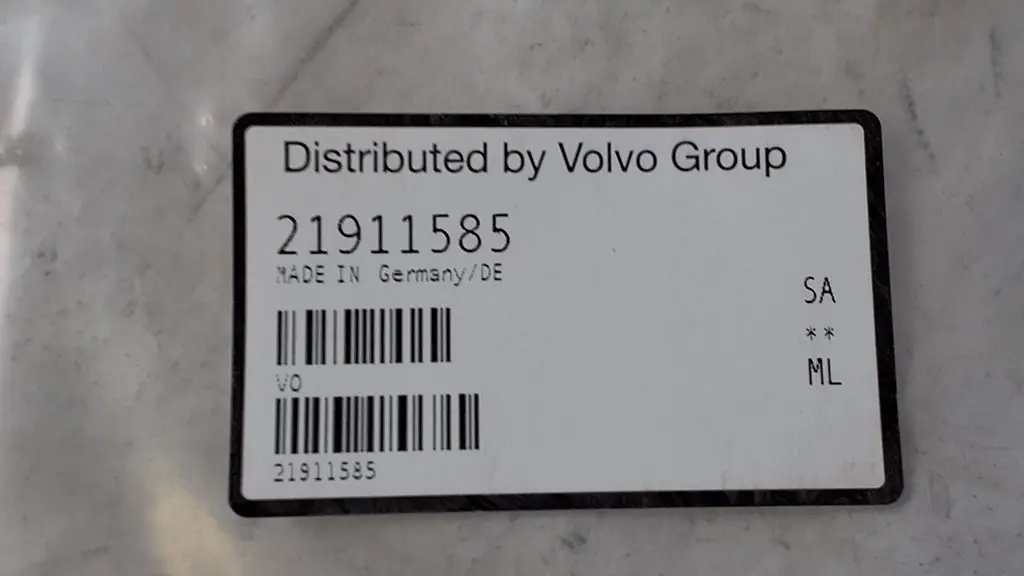 Distributed by Volvo Group
21911585
MADE IN Germany/DE
SA
**
ML
VO
21911585